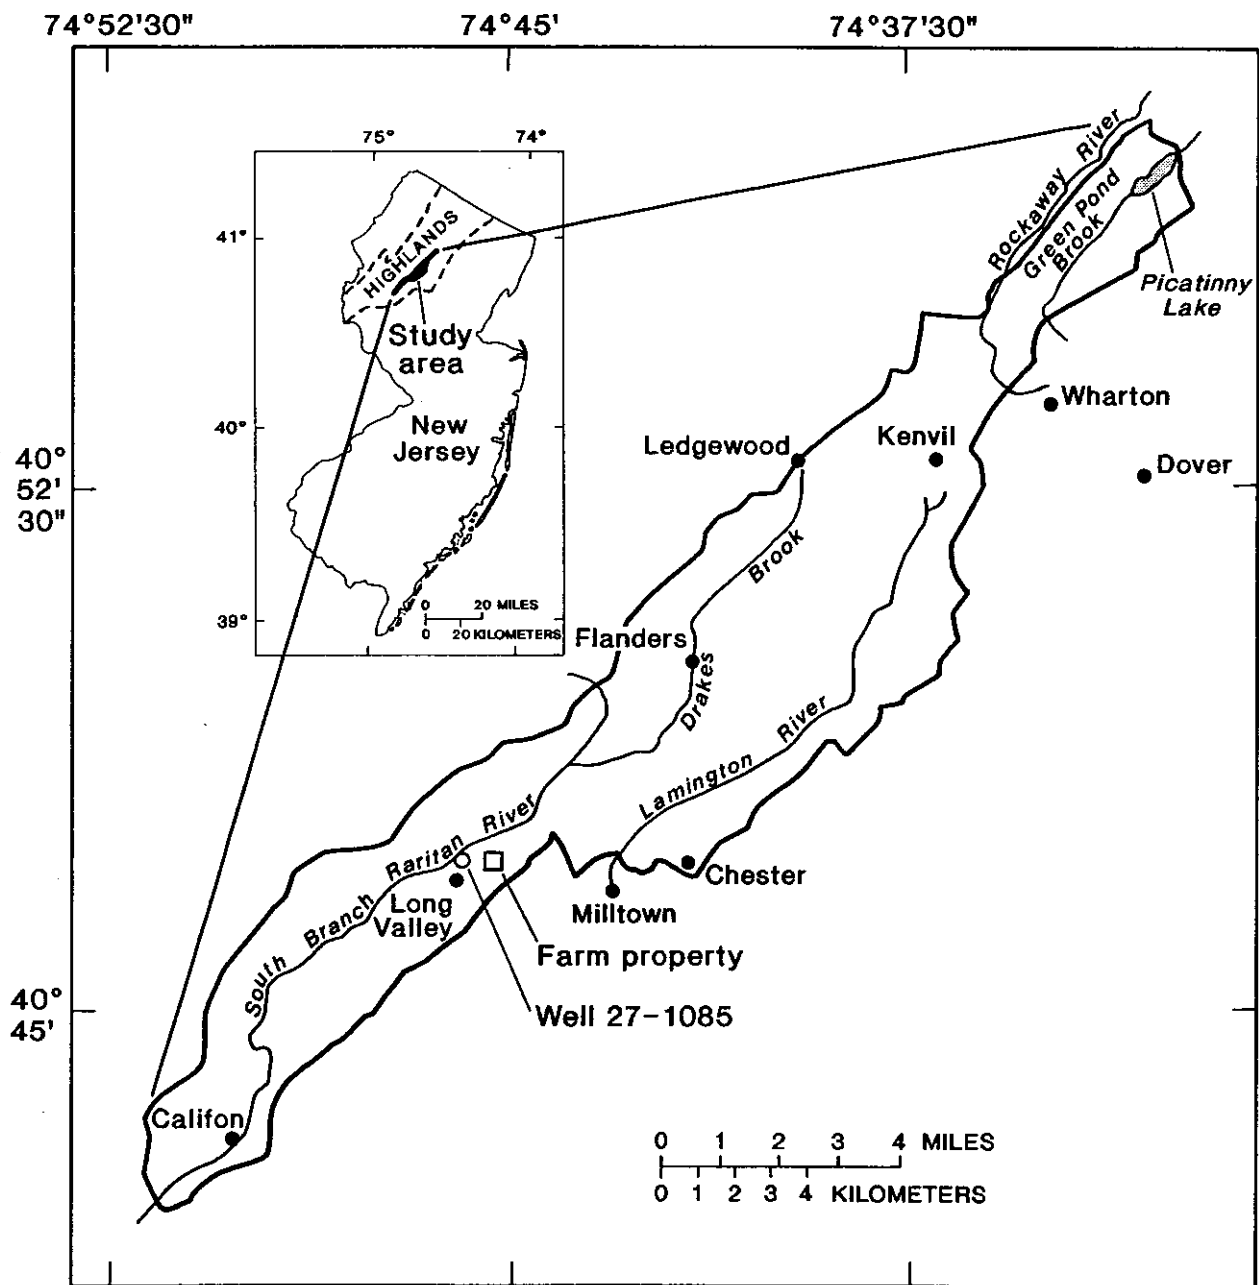 74°52'30"
74°45'
74°37'30"
75°
74°
41°
40°
39°
HIGHLANDS
Study
area
New
Jersey
0 20 MILES
0 20 KILOMETERS
Rockaway River
Green Pond
Brook
Picatinny
Lake
Wharton
Ledgewood
Kenvil
Dover
40°
52'
30"
Brook
Flanders
Drakes
Lamington River
South Branch Raritan River
Chester
Long
Valley
Milltown
Farm property
Well 27-1085
40°
45'
Califon
0 1 2 3 4 MILES
0 1 2 3 4 KILOMETERS